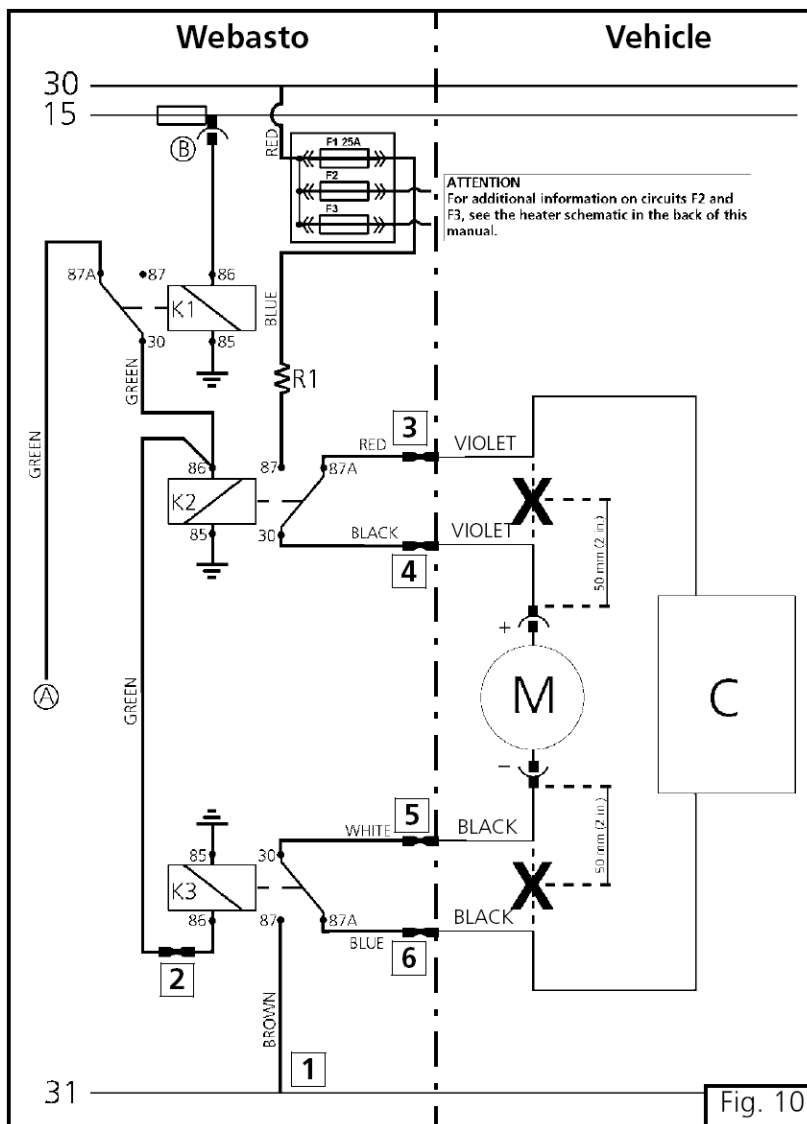 Webasto
Vehicle
30
15
B
RED
F1 25A
F2
F3
ATTENTION
For additional information on circuits F2 and
F3, see the heater schematic in the back of this
manual.
87A
87
86
K1
30
85
BLUE
GREEN
R1
GREEN
3
RED
VIOLET
86
87
87A
K2
X
85
30
BLACK
VIOLET
4
50 mm (2 in.)
+
A
GREEN
M
C
-
5
WHITE
BLACK
85
30
K3
X
50 mm (2 in.)
86
87
87A
BLACK
BLUE
6
2
BROWN
1
31
Fig. 10